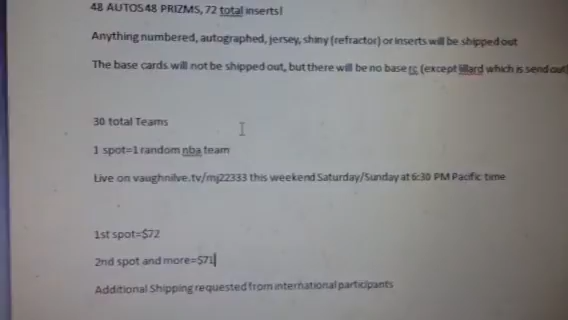 48 AUTOS48 PRIZMS, 72 total inserts!
Anything numbered, autographed, jersey, shiny (refractor) or inserts will be shipped out
The base cards will not be shipped out, but there will be no base rc (except lillard which is send out)
30 total Teams
1 spot=1 random nba team
Live on vaughnilve.tv/mj22333 this weekend Saturday/Sunday at 6:30 PM Pacific time
1st spot=$72
2nd spot and more=$71
Additional Shipping requested from international participants